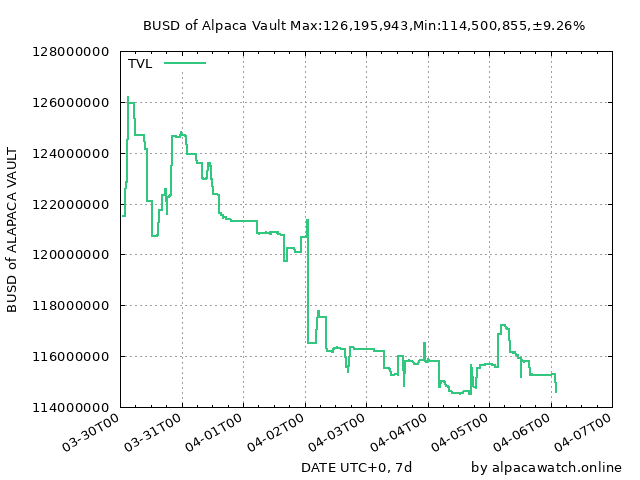 BUSD of Alpaca Vault Max:126,195,943,Min:114,500,855,±9.26%
TVL
128000000
126000000
124000000
122000000
120000000
118000000
116000000
114000000
BUSD of ALAPACA VAULT
03-30T00 03-31T00 04-01T00 04-02T00 04-03T00 04-04T00 04-05T00 04-06T00 04-07T00
DATE UTC+0, 7d by alpacawatch.online